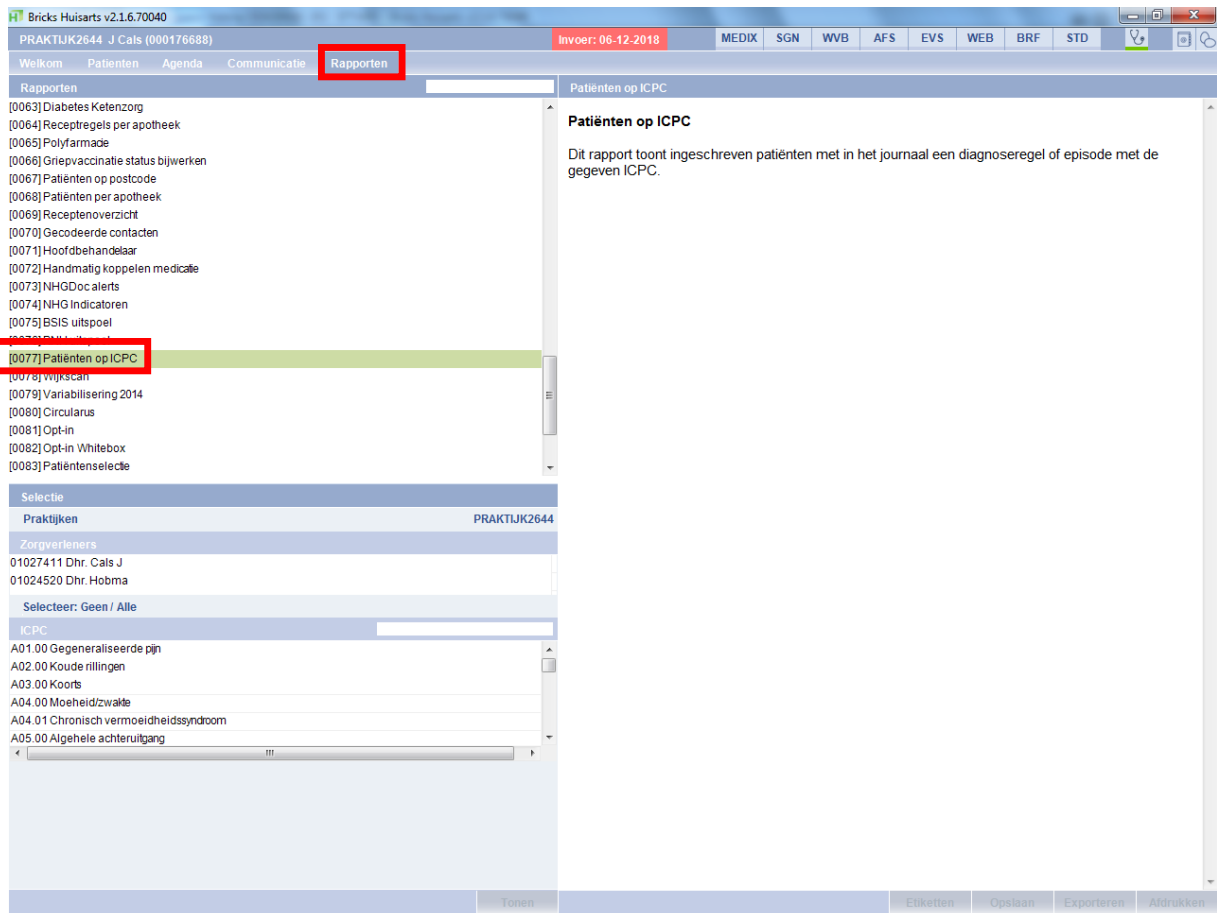 Bricks Huisarts v2.1.6.70040
PRAKTIJK2644 J Cals (000176688)
Invoer: 06-12-2018
MEDIX SGN WVB AFS EVS WEB BRF STD
Welkom Patienten Agenda Communicatie Rapporten
Rapporten
[0063] Diabetes Ketenzorg
[0064] Receptregels per apotheek
[0065] Polyfarmacie
[0066] Griepvaccinatie status bijwerken
[0067] Patiënten op postcode
[0068] Patiënten per apotheek
[0069] Receptenoverzicht
[0070] Gecodeerde contacten
[0071] Hoofdbehandelaar
[0072] Handmatig koppelen medicatie
[0073] NHGDoc alerts
[0074] NHG Indicatoren
[0075] BSIS uitspoel
[0077] Patiënten op ICPC
[0078] Wijkscan
[0079] Variabilisering 2014
[0080] Circularus
[0081] Opt-in
[0082] Opt-in Whitebox
[0083] Patiëntenselectie
Selectie
Praktijken PRAKTIJK2644
Zorgverleners
01027411 Dhr. Cals J
01024520 Dhr. Hobma
Selecteer: Geen / Alle
ICPC
A01.00 Gegeneraliseerde pijn
A02.00 Koude rillingen
A03.00 Koorts
A04.00 Moeheid/zwakte
A04.01 Chronisch vermoeidheidssyndroom
A05.00 Algehele achteruitgang
Tonen
Patiënten op ICPC
Patiënten op ICPC
Dit rapport toont ingeschreven patiënten met in het journaal een diagnoseregel of episode met de
gegeven ICPC.
Etiketten Opslaan Exporteren Afdrukken